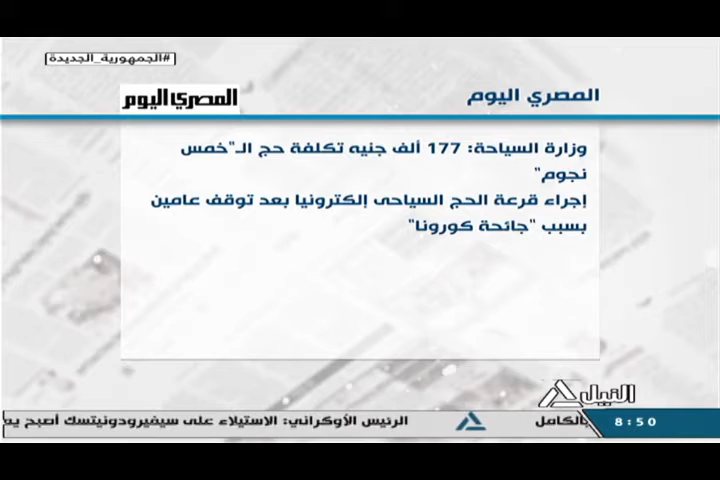 #الجمهورية_الجديدة
المصري اليوم
المصري اليوم
وزارة السياحة: 177 ألف جنيه تكلفة حج الـ"خمس
نجوم"
إجراء قرعة الحج السياحى إلكترونيا بعد توقف عامين
بسبب "جائحة كورونا"
النيل
8:50
بالكامل
الرئيس الأوكراني: الاستيلاء على سيفيرودونيتسك أصبح